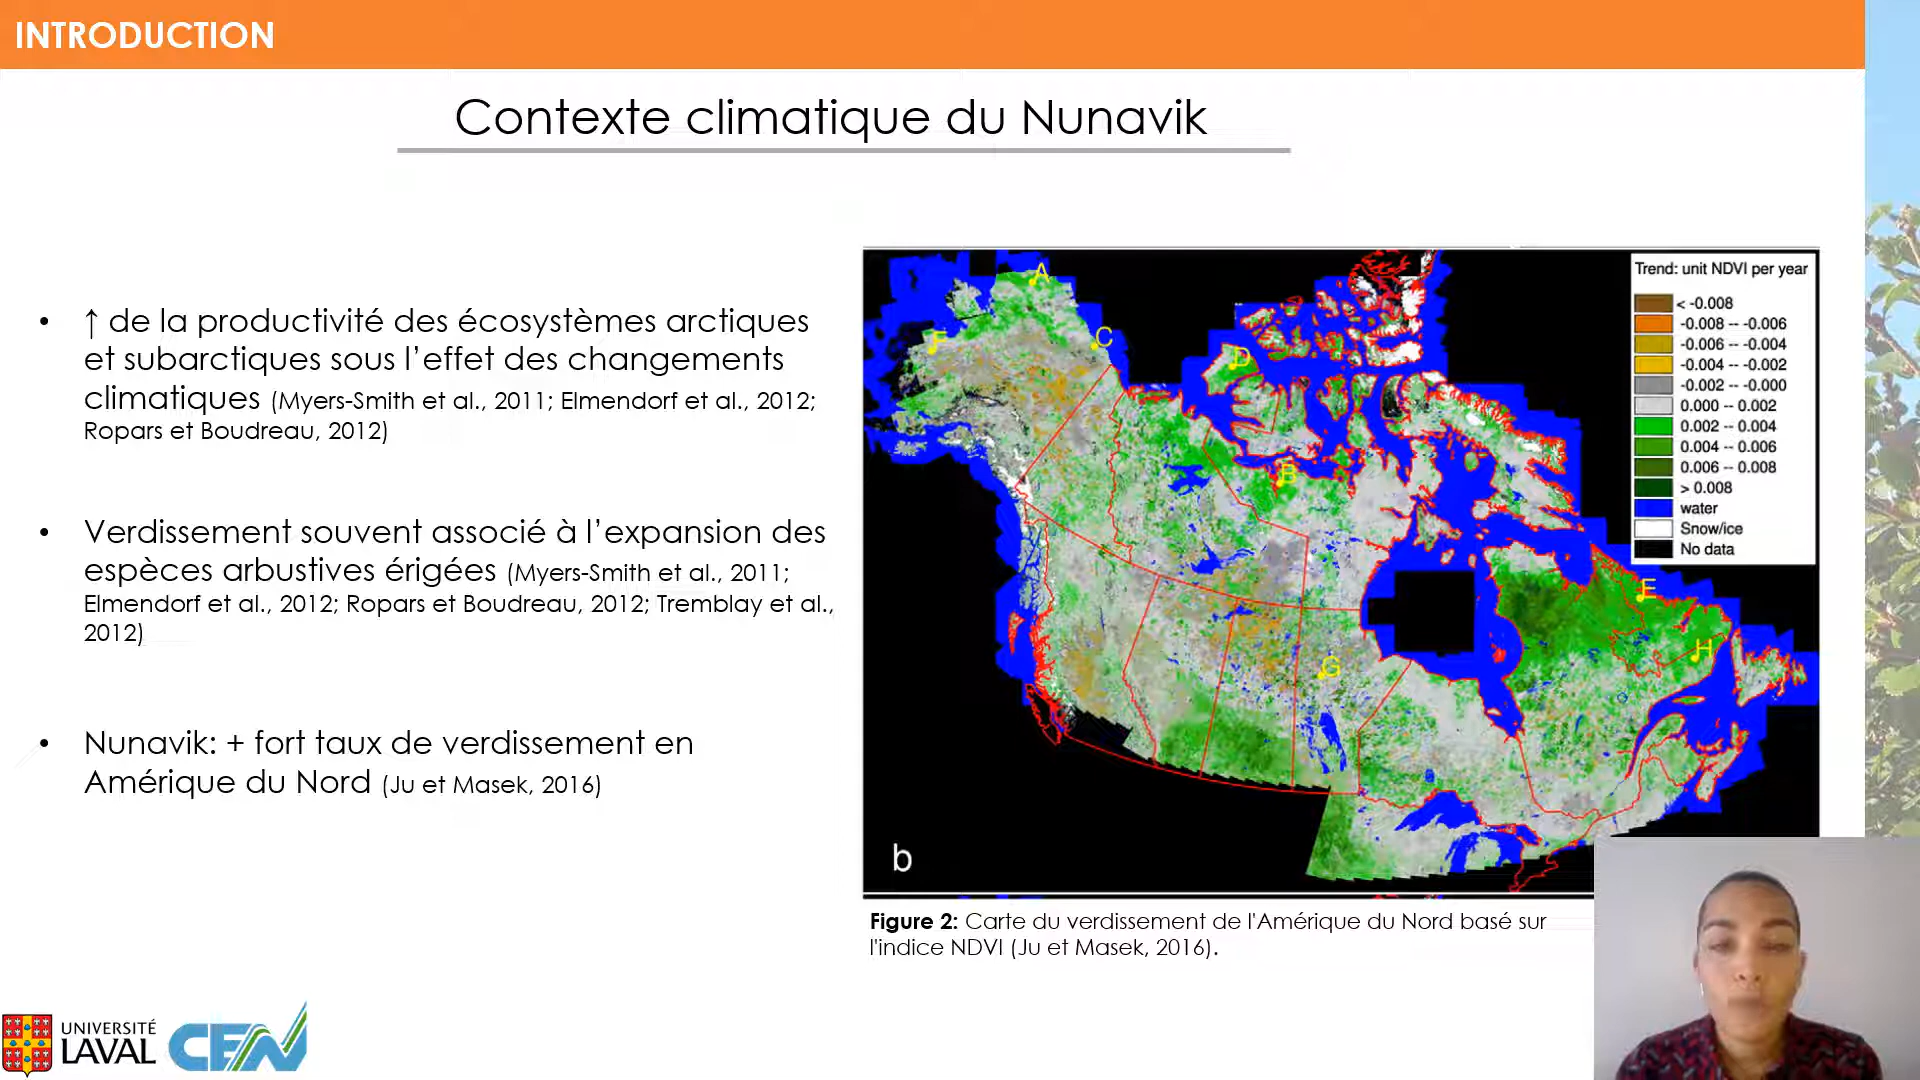 INTRODUCTION
Contexte climatique du Nunavik
• ↑ de la productivité des écosystèmes arctiques
et subarctiques sous l’effet des changements
climatiques (Myers-Smith et al., 2011; Elmendorf et al., 2012;
Ropars et Boudreau, 2012)
• Verdissement souvent associé à l’expansion des
espèces arbustives érigées (Myers-Smith et al., 2011;
Elmendorf et al., 2012; Ropars et Boudreau, 2012; Tremblay et al.,
2012)
• Nunavik: + fort taux de verdissement en
Amérique du Nord (Ju et Masek, 2016)
Trend: unit NDVI per year
< -0.008
-0.008 -- -0.006
-0.006 -- -0.004
-0.004 -- -0.002
-0.002 -- -0.000
0.000 -- 0.002
0.002 -- 0.004
0.004 -- 0.006
0.006 -- 0.008
> 0.008
water
Snow/ice
No data
A
F
C
D
B
E
H
G
b
Figure 2: Carte du verdissement de l'Amérique du Nord basé sur
l'indice NDVI (Ju et Masek, 2016).
UNIVERSITÉ
LAVAL
CEN